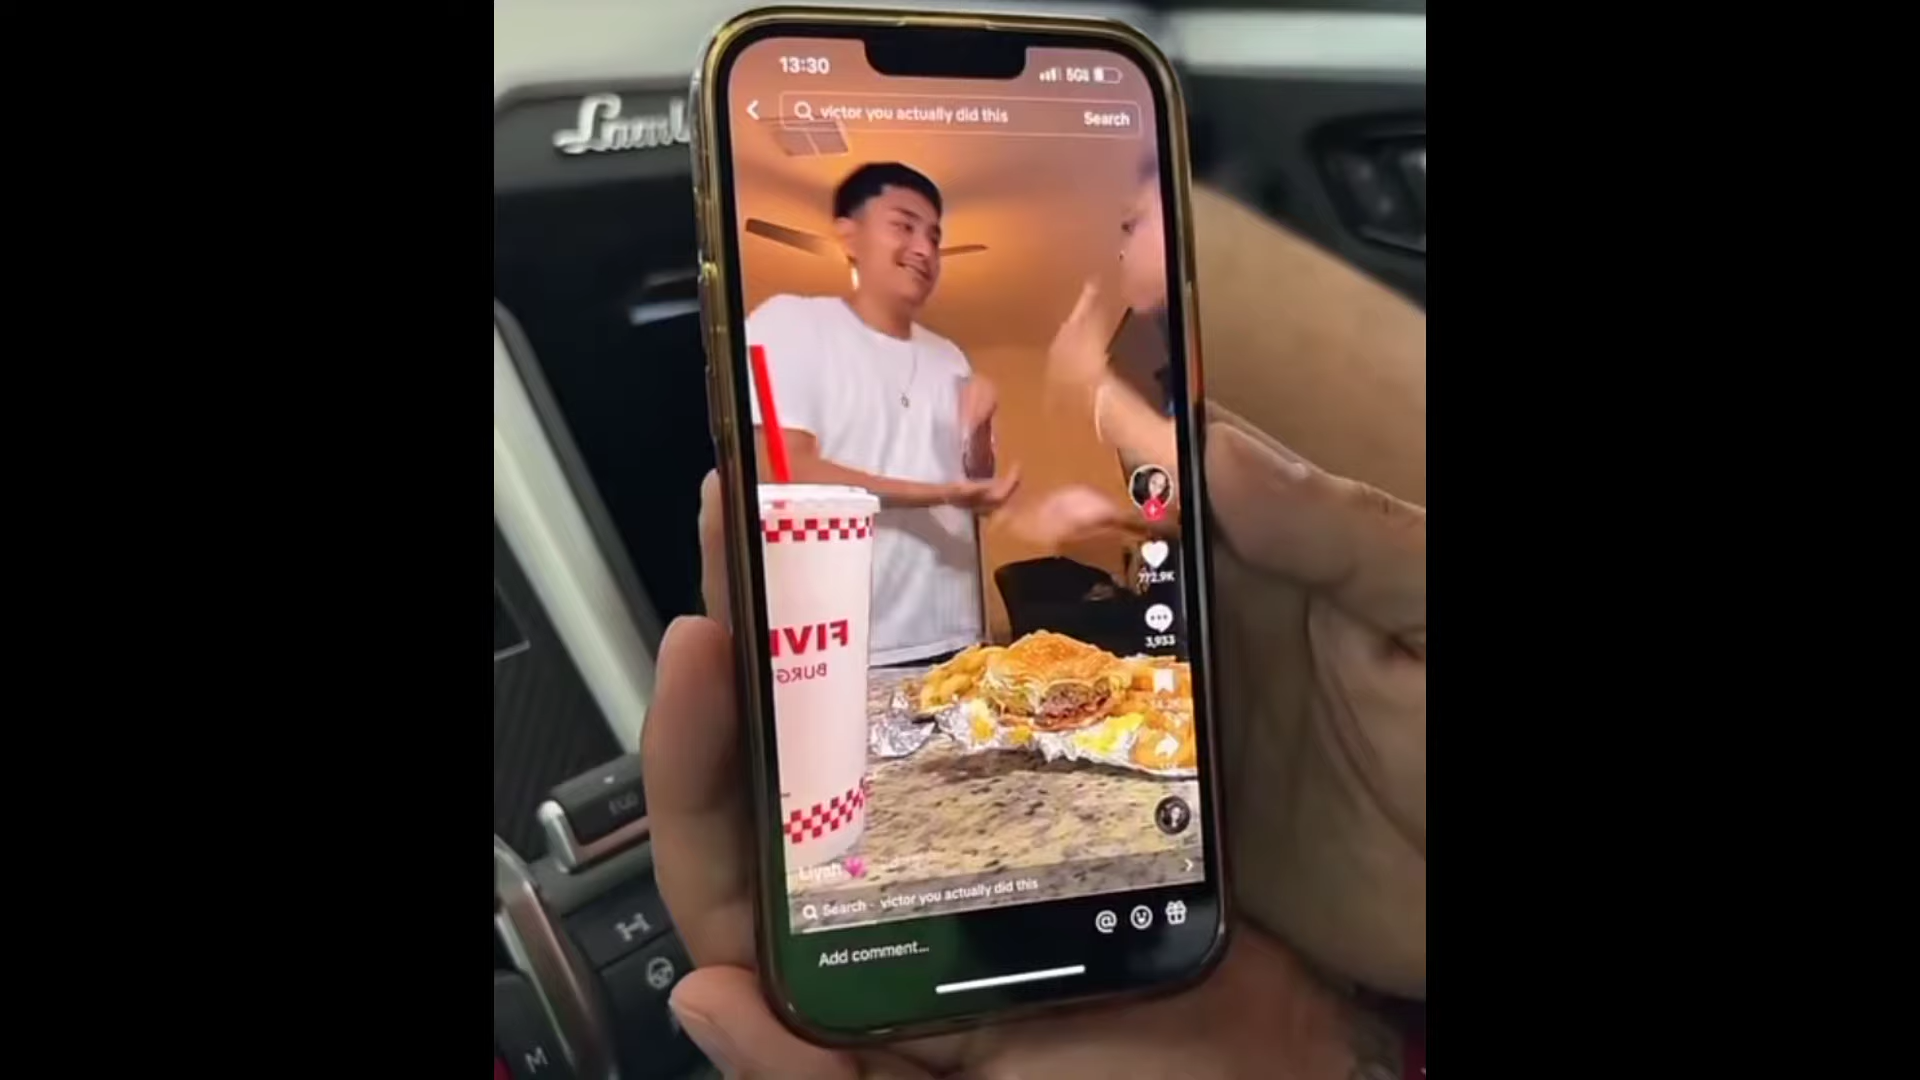 13:30
5G
victor you actually did this
Search
772.9K
3,933
FIV
BURG
Liyah
Search · victor you actually did this
Add comment...
M